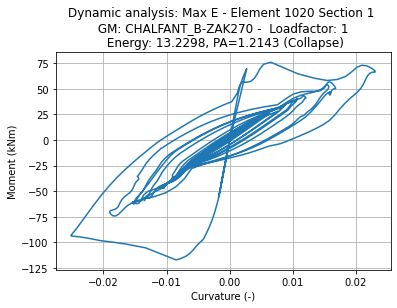 Dynamic analysis: Max E - Element 1020 Section 1
GM: CHALFANT_B-ZAK270 - Loadfactor: 1
Energy: 13.2298, PA=1.2143 (Collapse)
75
50
25
0
−25
−50
−75
−100
−125
Moment (kNm)
−0.02
−0.01
0.00
0.01
0.02
Curvature (-)